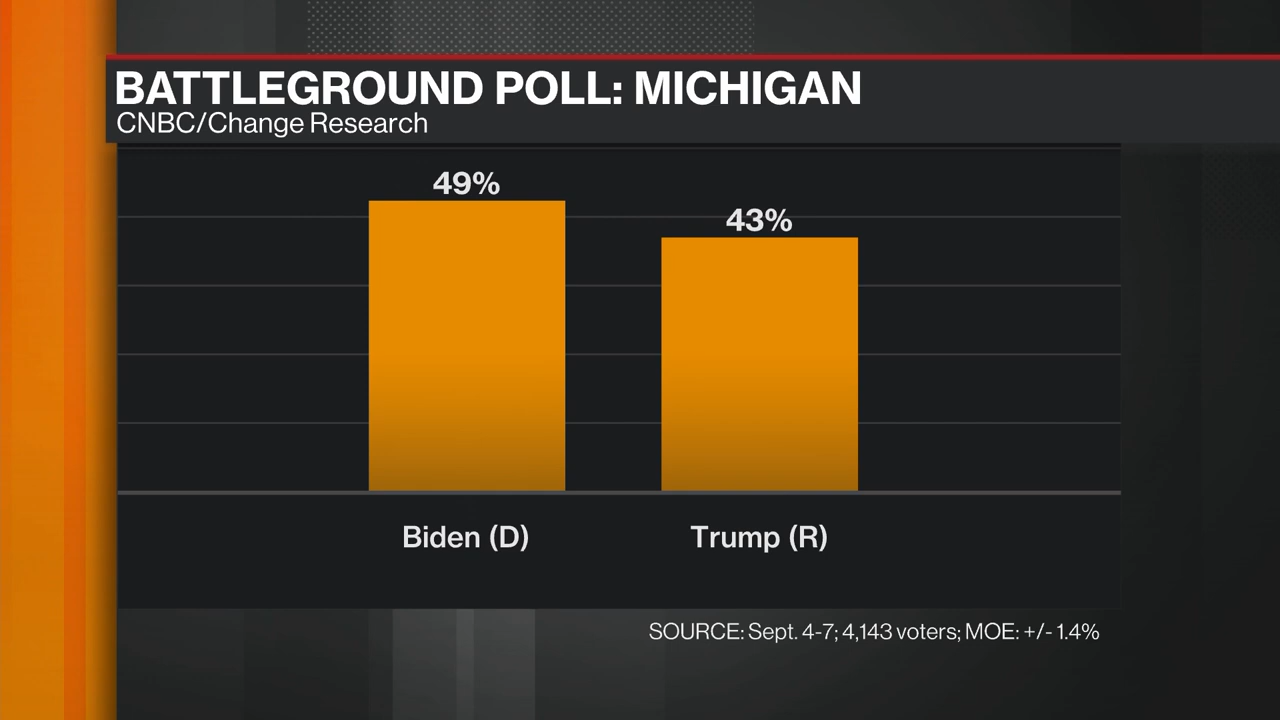 BATTLEGROUND POLL: MICHIGAN
CNBC/Change Research
49%
43%
Biden (D)
Trump (R)
SOURCE: Sept. 4-7; 4,143 voters; MOE: +/- 1.4%